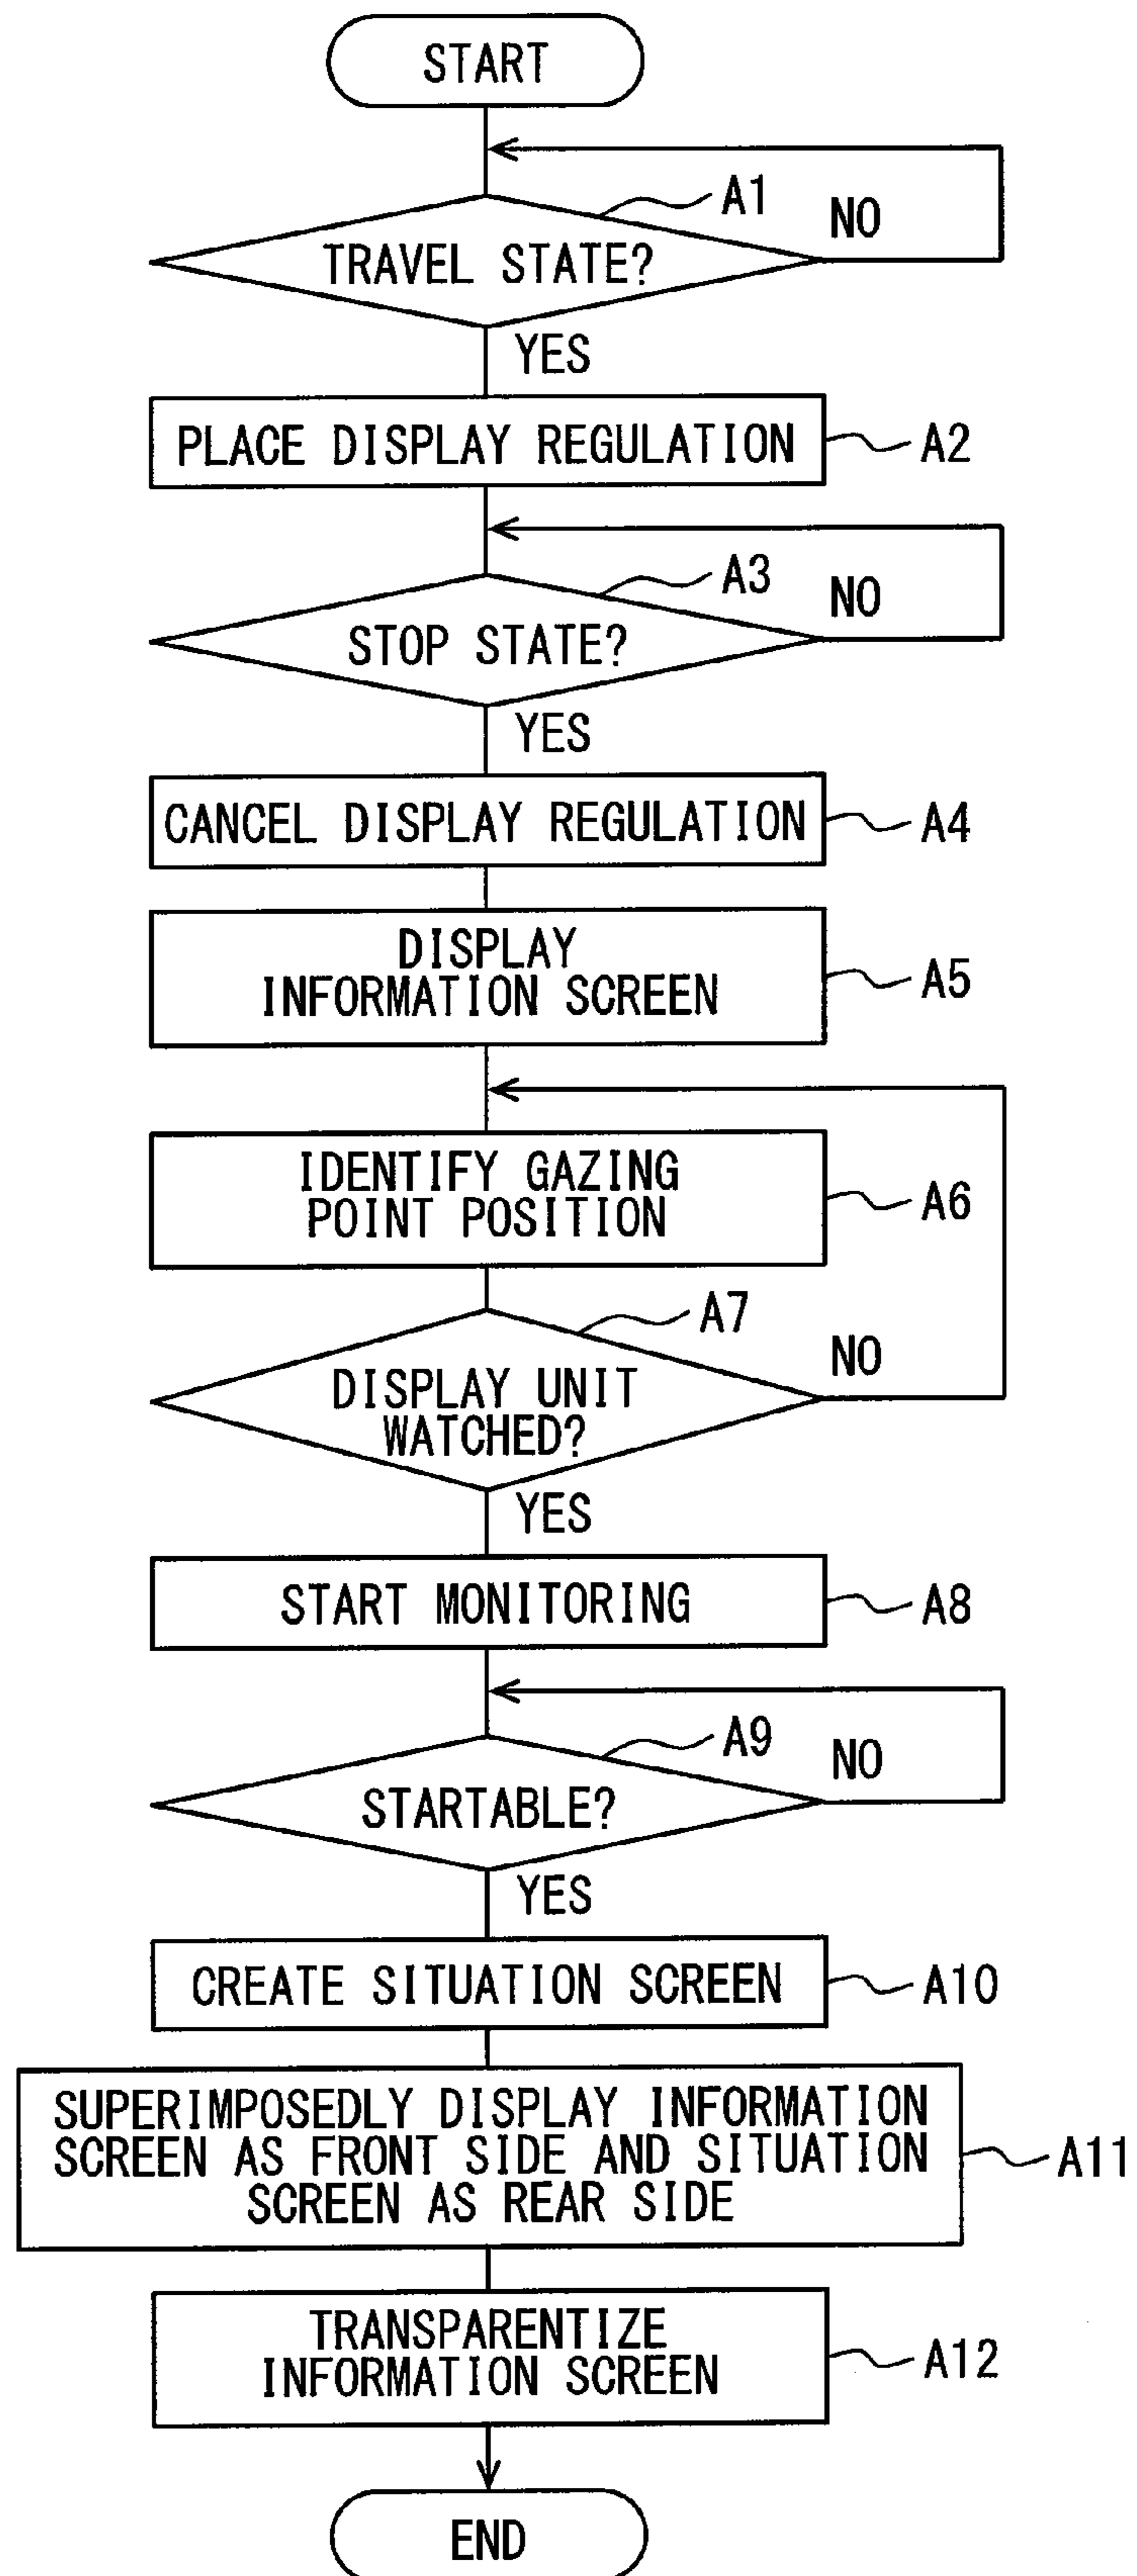 START
A1
NO
TRAVEL STATE?
YES
PLACE DISPLAY REGULATION
A2
A3
NO
STOP STATE?
YES
CANCEL DISPLAY REGULATION
A4
DISPLAY
INFORMATION SCREEN
A5
IDENTIFY GAZING
POINT POSITION
A6
A7
NO
DISPLAY UNIT
WATCHED?
YES
START MONITORING
A8
A9
NO
STARTABLE?
YES
CREATE SITUATION SCREEN
A10
SUPERIMPOSEDLY DISPLAY INFORMATION
SCREEN AS FRONT SIDE AND SITUATION
SCREEN AS REAR SIDE
A11
TRANSPARENTIZE
INFORMATION SCREEN
A12
END